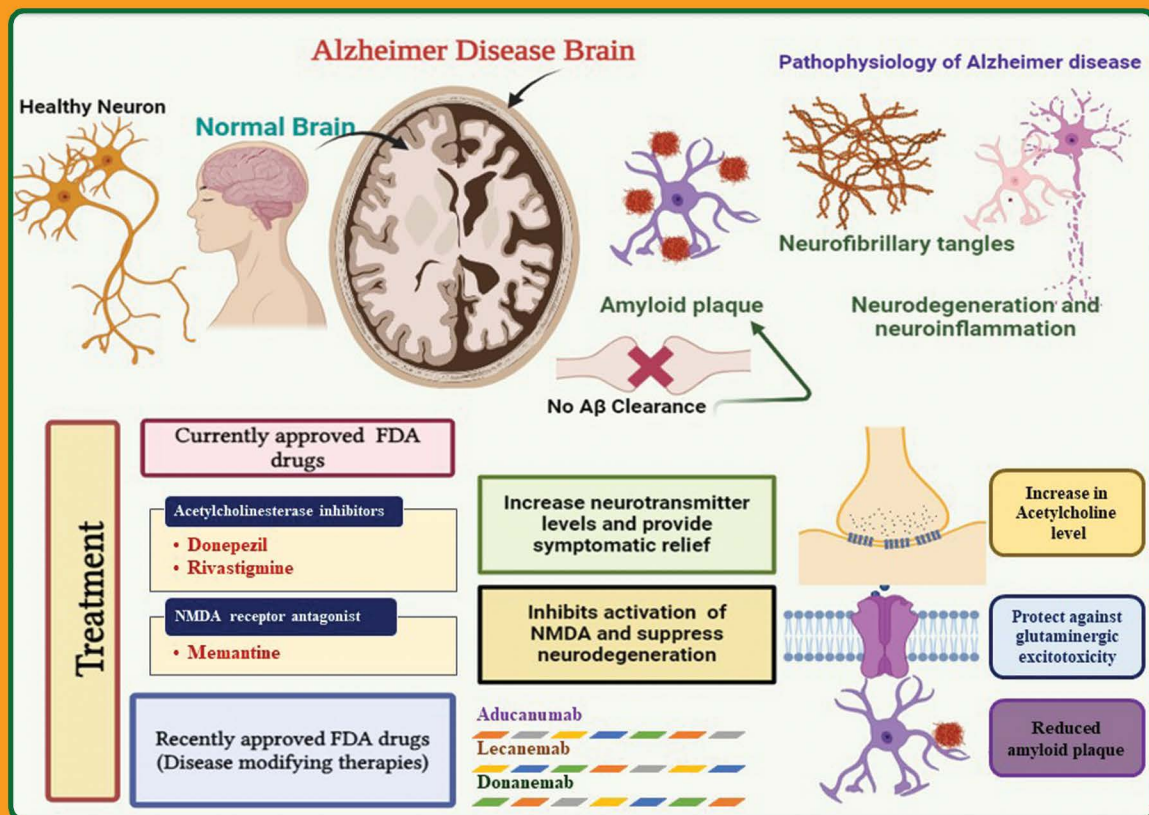 Alzheimer Disease Brain
Pathophysiology of Alzheimer disease
Healthy Neuron
Normal Brain
Neurofibrillary tangles
Amyloid plaque
Neurodegeneration and
neuroinflammation
No Aβ Clearance
Treatment
Currently approved FDA
drugs
Acetylcholinesterase inhibitors
• Donepezil
• Rivastigmine
NMDA receptor antagonist
• Memantine
Recently approved FDA drugs
(Disease modifying therapies)
Increase neurotransmitter
levels and provide
symptomatic relief
Inhibits activation of
NMDA and suppress
neurodegeneration
Aducanumab
Lecanemab
Donanemab
Increase in
Acetylcholine
level
Protect against
glutaminergic
excitotoxicity
Reduced
amyloid plaque